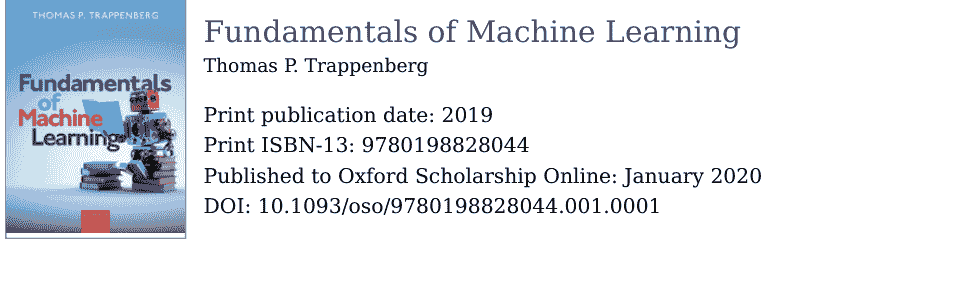 THOMAS P. TRAPPENBERG
Fundamentals
of
Machine
Learning
Fundamentals of Machine Learning
Thomas P. Trappenberg
Print publication date: 2019
Print ISBN-13: 9780198828044
Published to Oxford Scholarship Online: January 2020
DOI: 10.1093/oso/9780198828044.001.0001